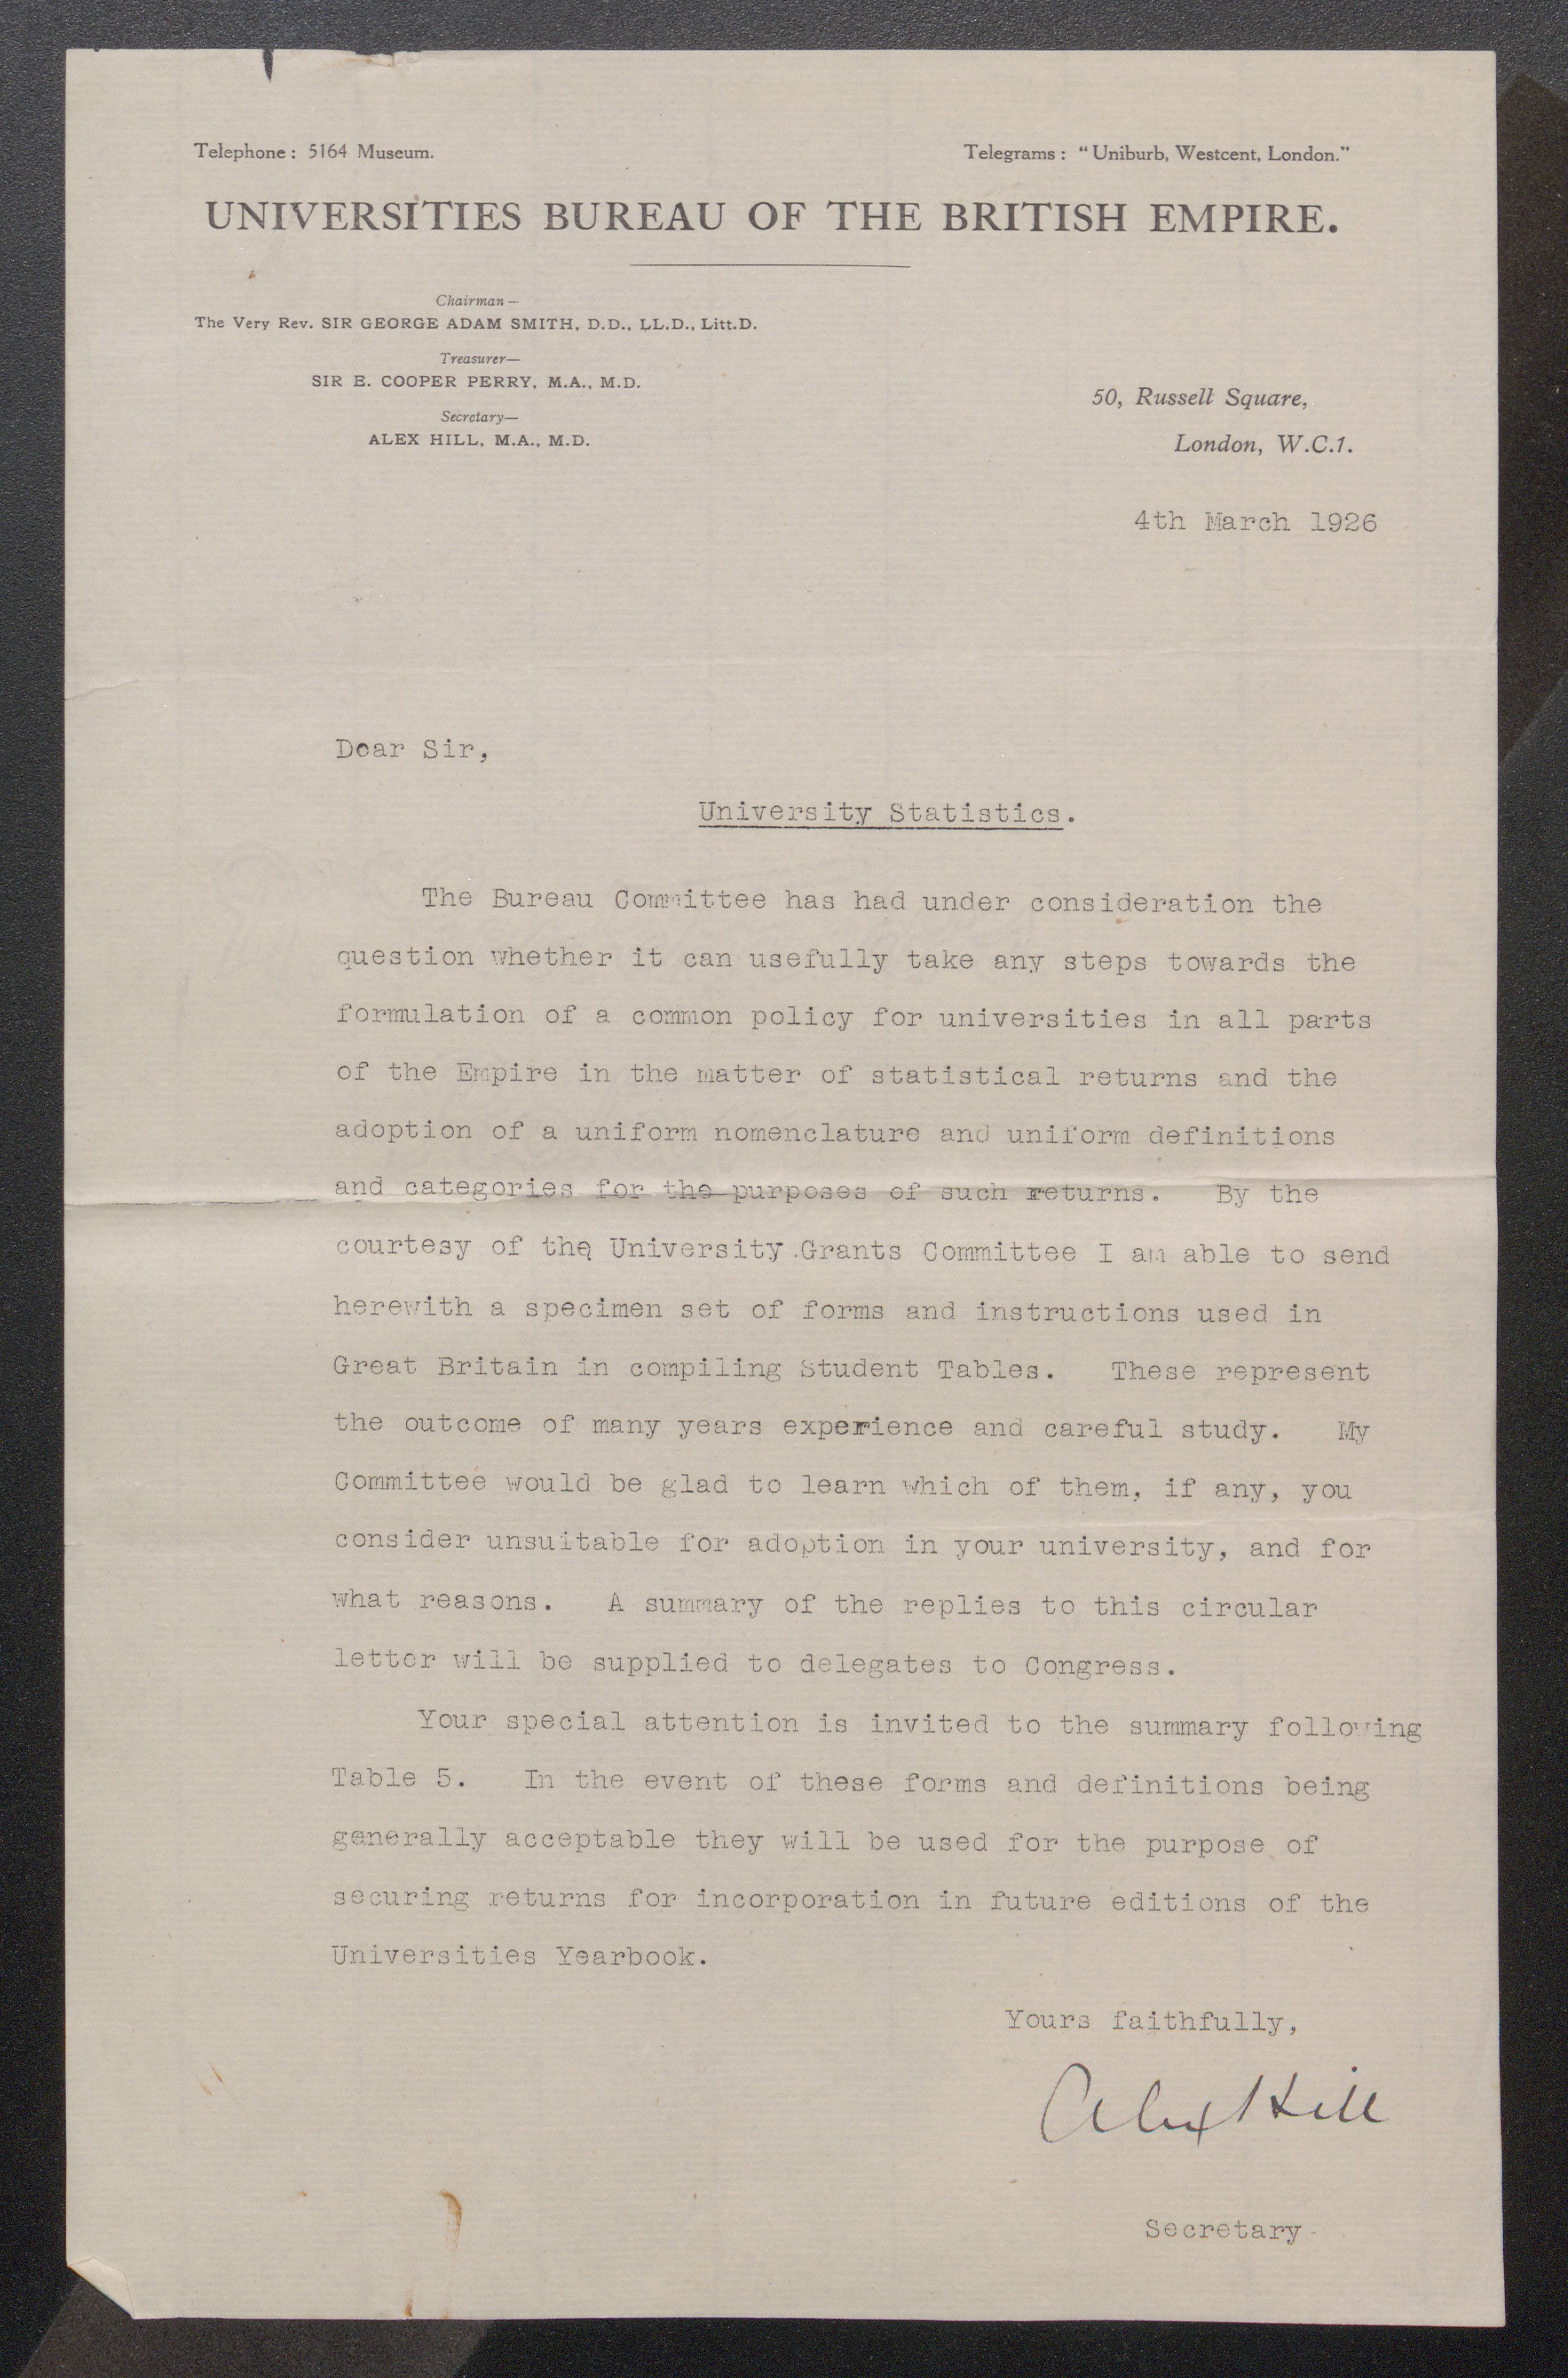 Telephone: 5164 Museum.
Telegrams: "Uniburb, Westcent, London."
UNIVERSITIES BUREAU OF THE BRITISH EMPIRE.
Chairman—
The Very Rev. SIR GEORGE ADAM SMITH, D.D., LL.D., Litt.D.
Treasurer—
SIR E. COOPER PERRY, M.A., M.D.
Secretary—
ALEX HILL, M.A., M.D.
50, Russell Square,
London, W.C.1.
4th March 1926
Dear Sir,
University Statistics.
The Bureau Committee has had under consideration the
question whether it can usefully take any steps towards the
formulation of a common policy for universities in all parts
of the Empire in the matter of statistical returns and the
adoption of a uniform nomenclature and uniform definitions
and categories for the purposes of such returns. By the
courtesy of the University Grants Committee I am able to send
herewith a specimen set of forms and instructions used in
Great Britain in compiling Student Tables. These represent
the outcome of many years experience and careful study. My
Committee would be glad to learn which of them, if any, you
consider unsuitable for adoption in your university, and for
what reasons. A summary of the replies to this circular
letter will be supplied to delegates to Congress.
Your special attention is invited to the summary following
Table 5. In the event of these forms and definitions being
generally acceptable they will be used for the purpose of
securing returns for incorporation in future editions of the
Universities Yearbook.
Yours faithfully,
Alex Hill
Secretary